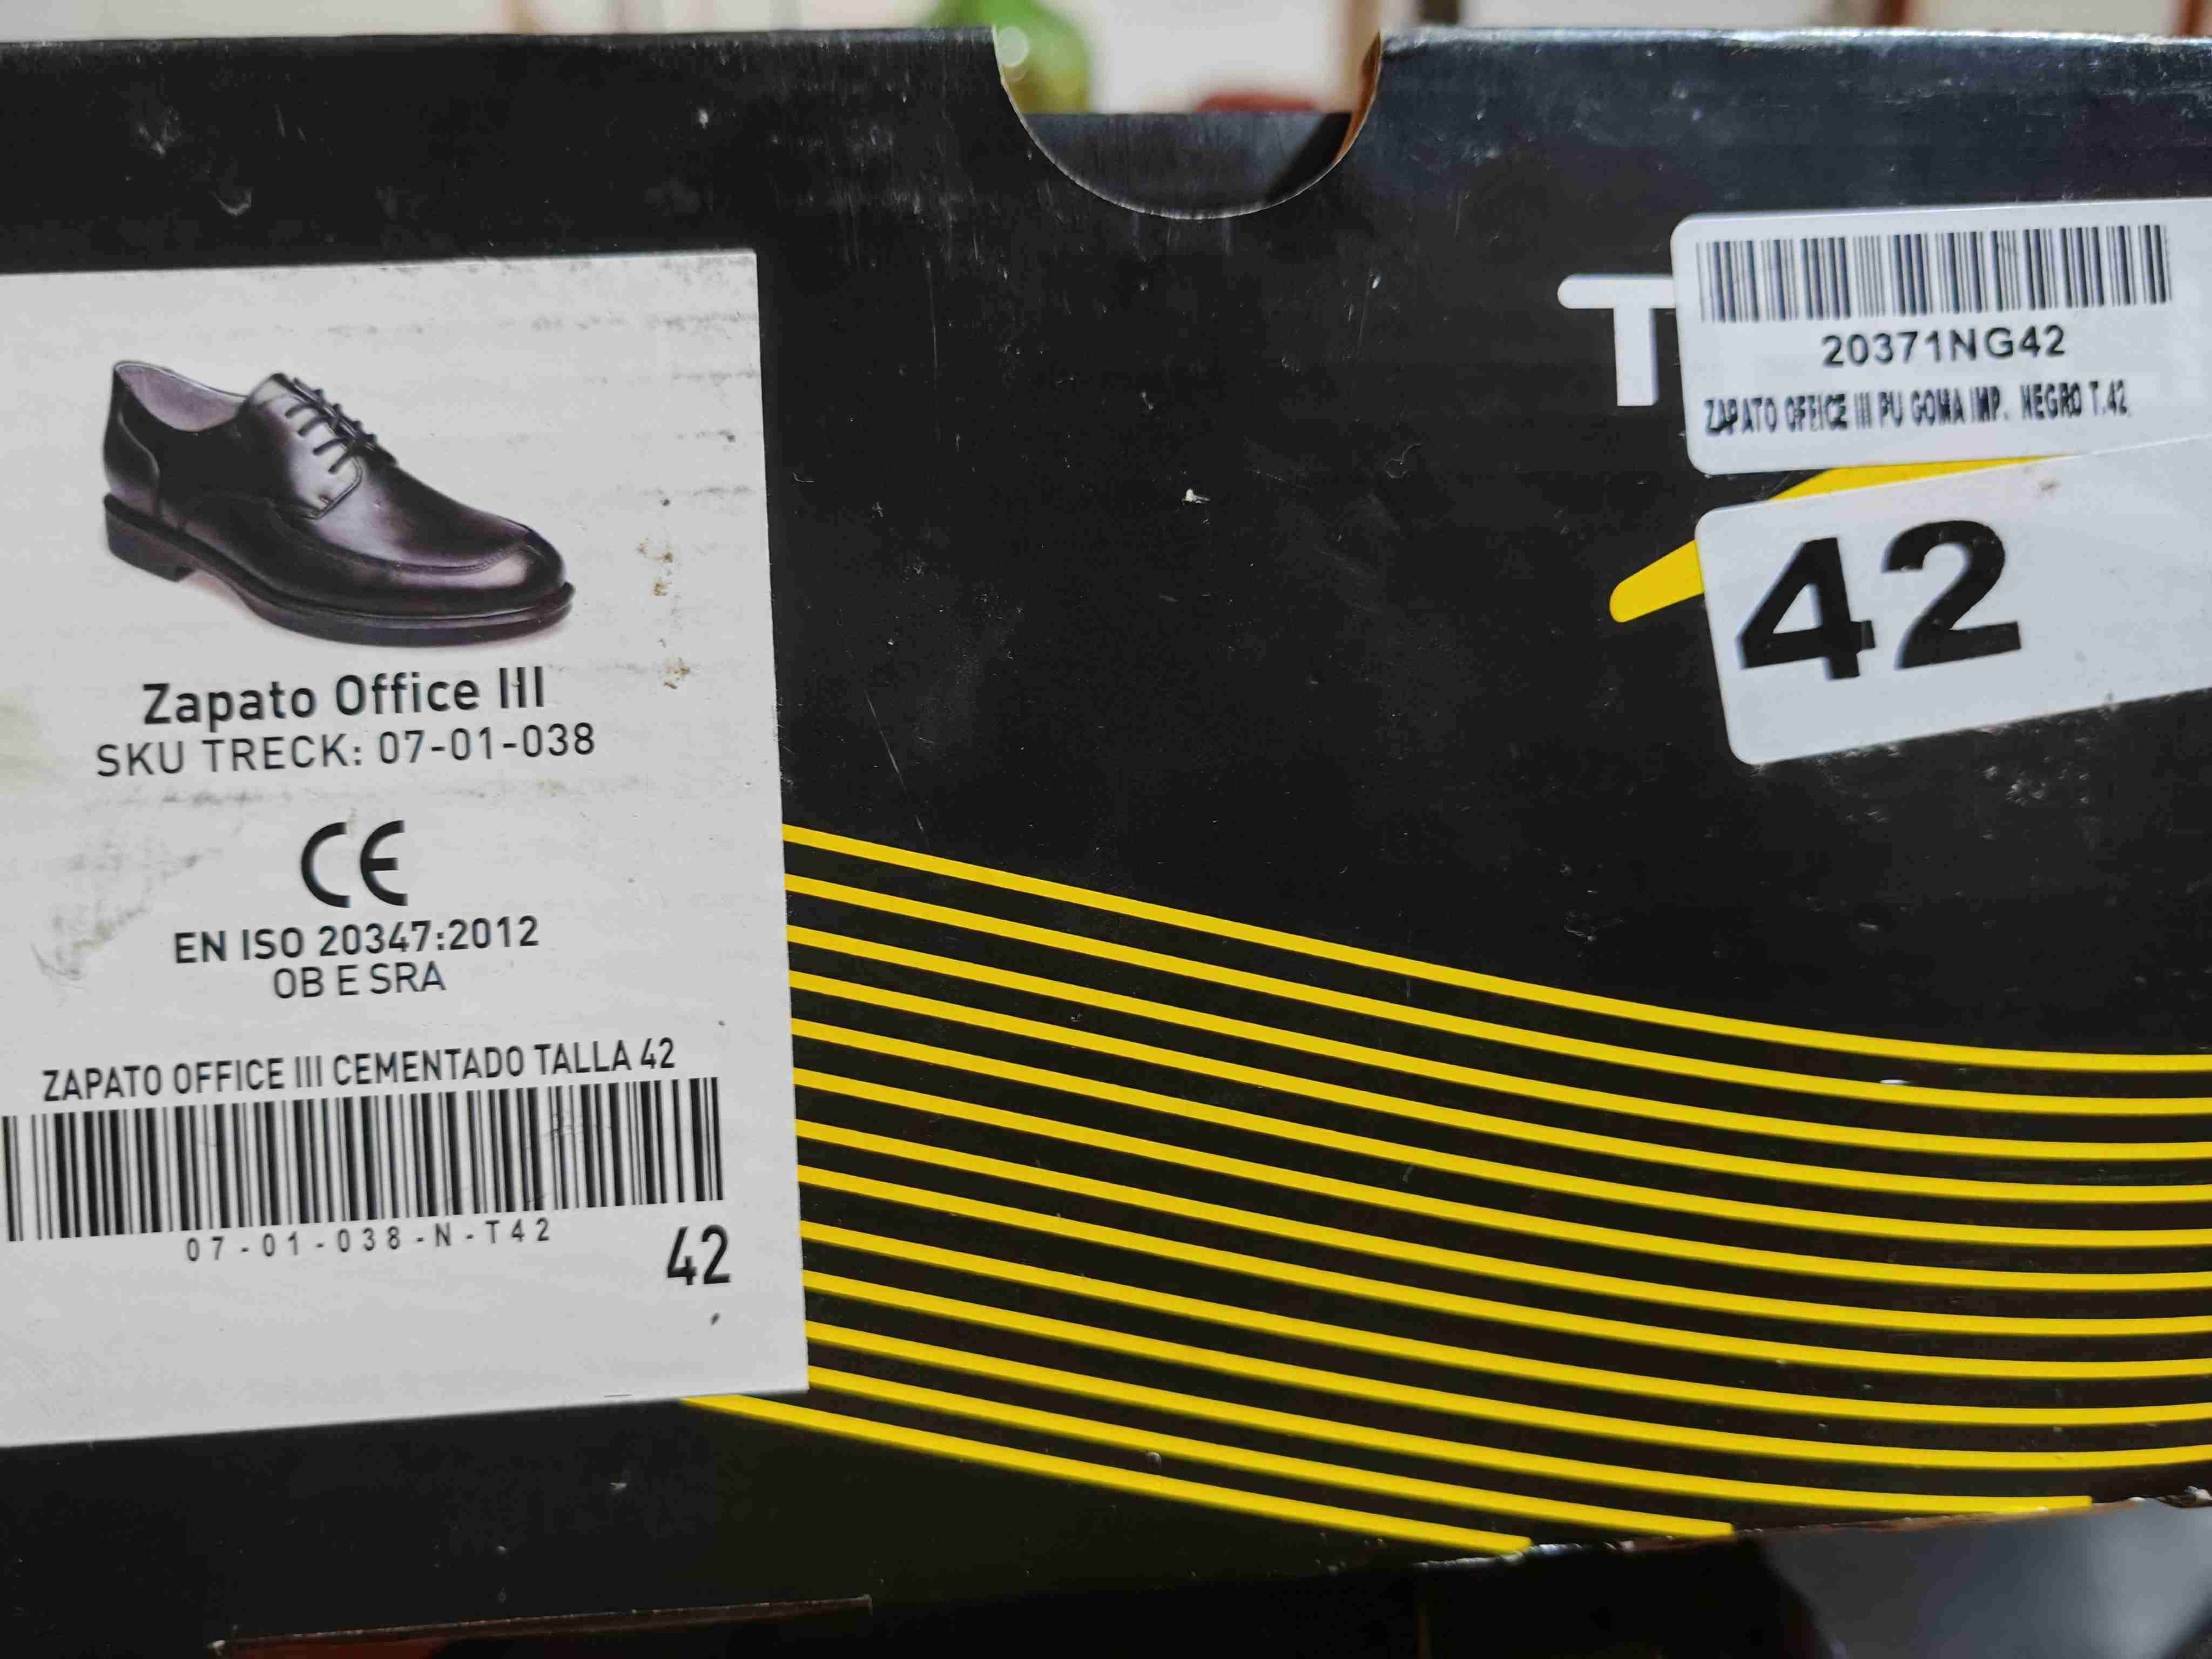 Zapato Office III
SKU TRECK: 07-01-038
CE
EN ISO 20347:2012
OB E SRA
ZAPATO OFFICE III CEMENTADO TALLA 42
07-01-038-N-T42
42
T
20371NG42
ZAPATO OFFICE III PU GOMA IMP. NEGRO T.42
42